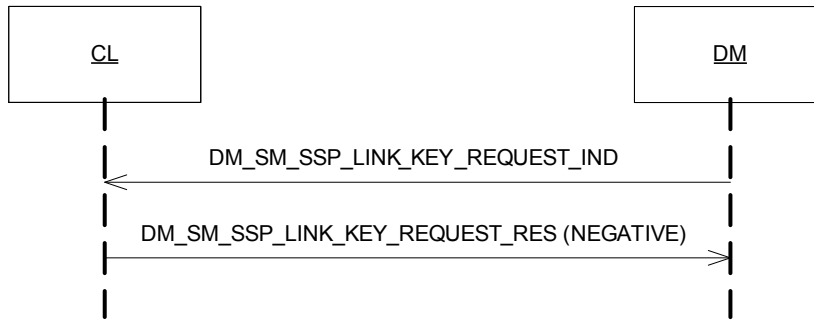 CL
DM
DM_SM_SSP_LINK_KEY_REQUEST_IND
DM_SM_SSP_LINK_KEY_REQUEST_RES (NEGATIVE)